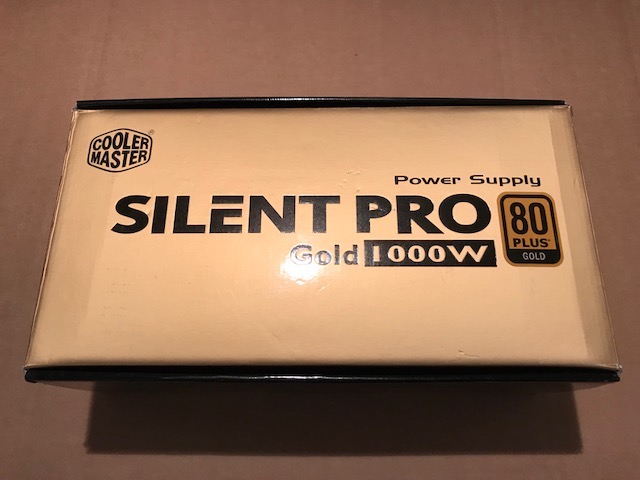 COOLER
MASTER®
Power Supply
SILENT PRO
Gold 1000W
80
PLUS®
GOLD